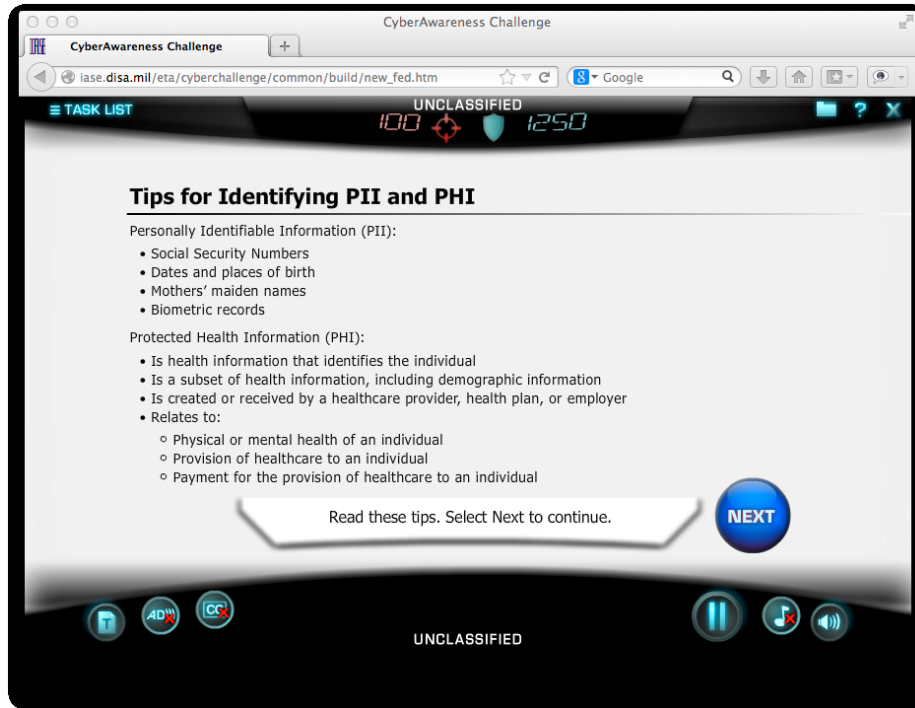 CyberAwareness Challenge
CyberAwareness Challenge
iase.disa.mil/eta/cyberchallenge/common/build/new_fed.htm
Google
TASK LIST
UNCLASSIFIED
100
1250
?
X
Tips for Identifying PII and PHI
Personally Identifiable Information (PII):
• Social Security Numbers
• Dates and places of birth
• Mothers' maiden names
• Biometric records
Protected Health Information (PHI):
• Is health information that identifies the individual
• Is a subset of health information, including demographic information
• Is created or received by a healthcare provider, health plan, or employer
• Relates to:
○ Physical or mental health of an individual
○ Provision of healthcare to an individual
○ Payment for the provision of healthcare to an individual
Read these tips. Select Next to continue.
NEXT
T
AD
CC
UNCLASSIFIED